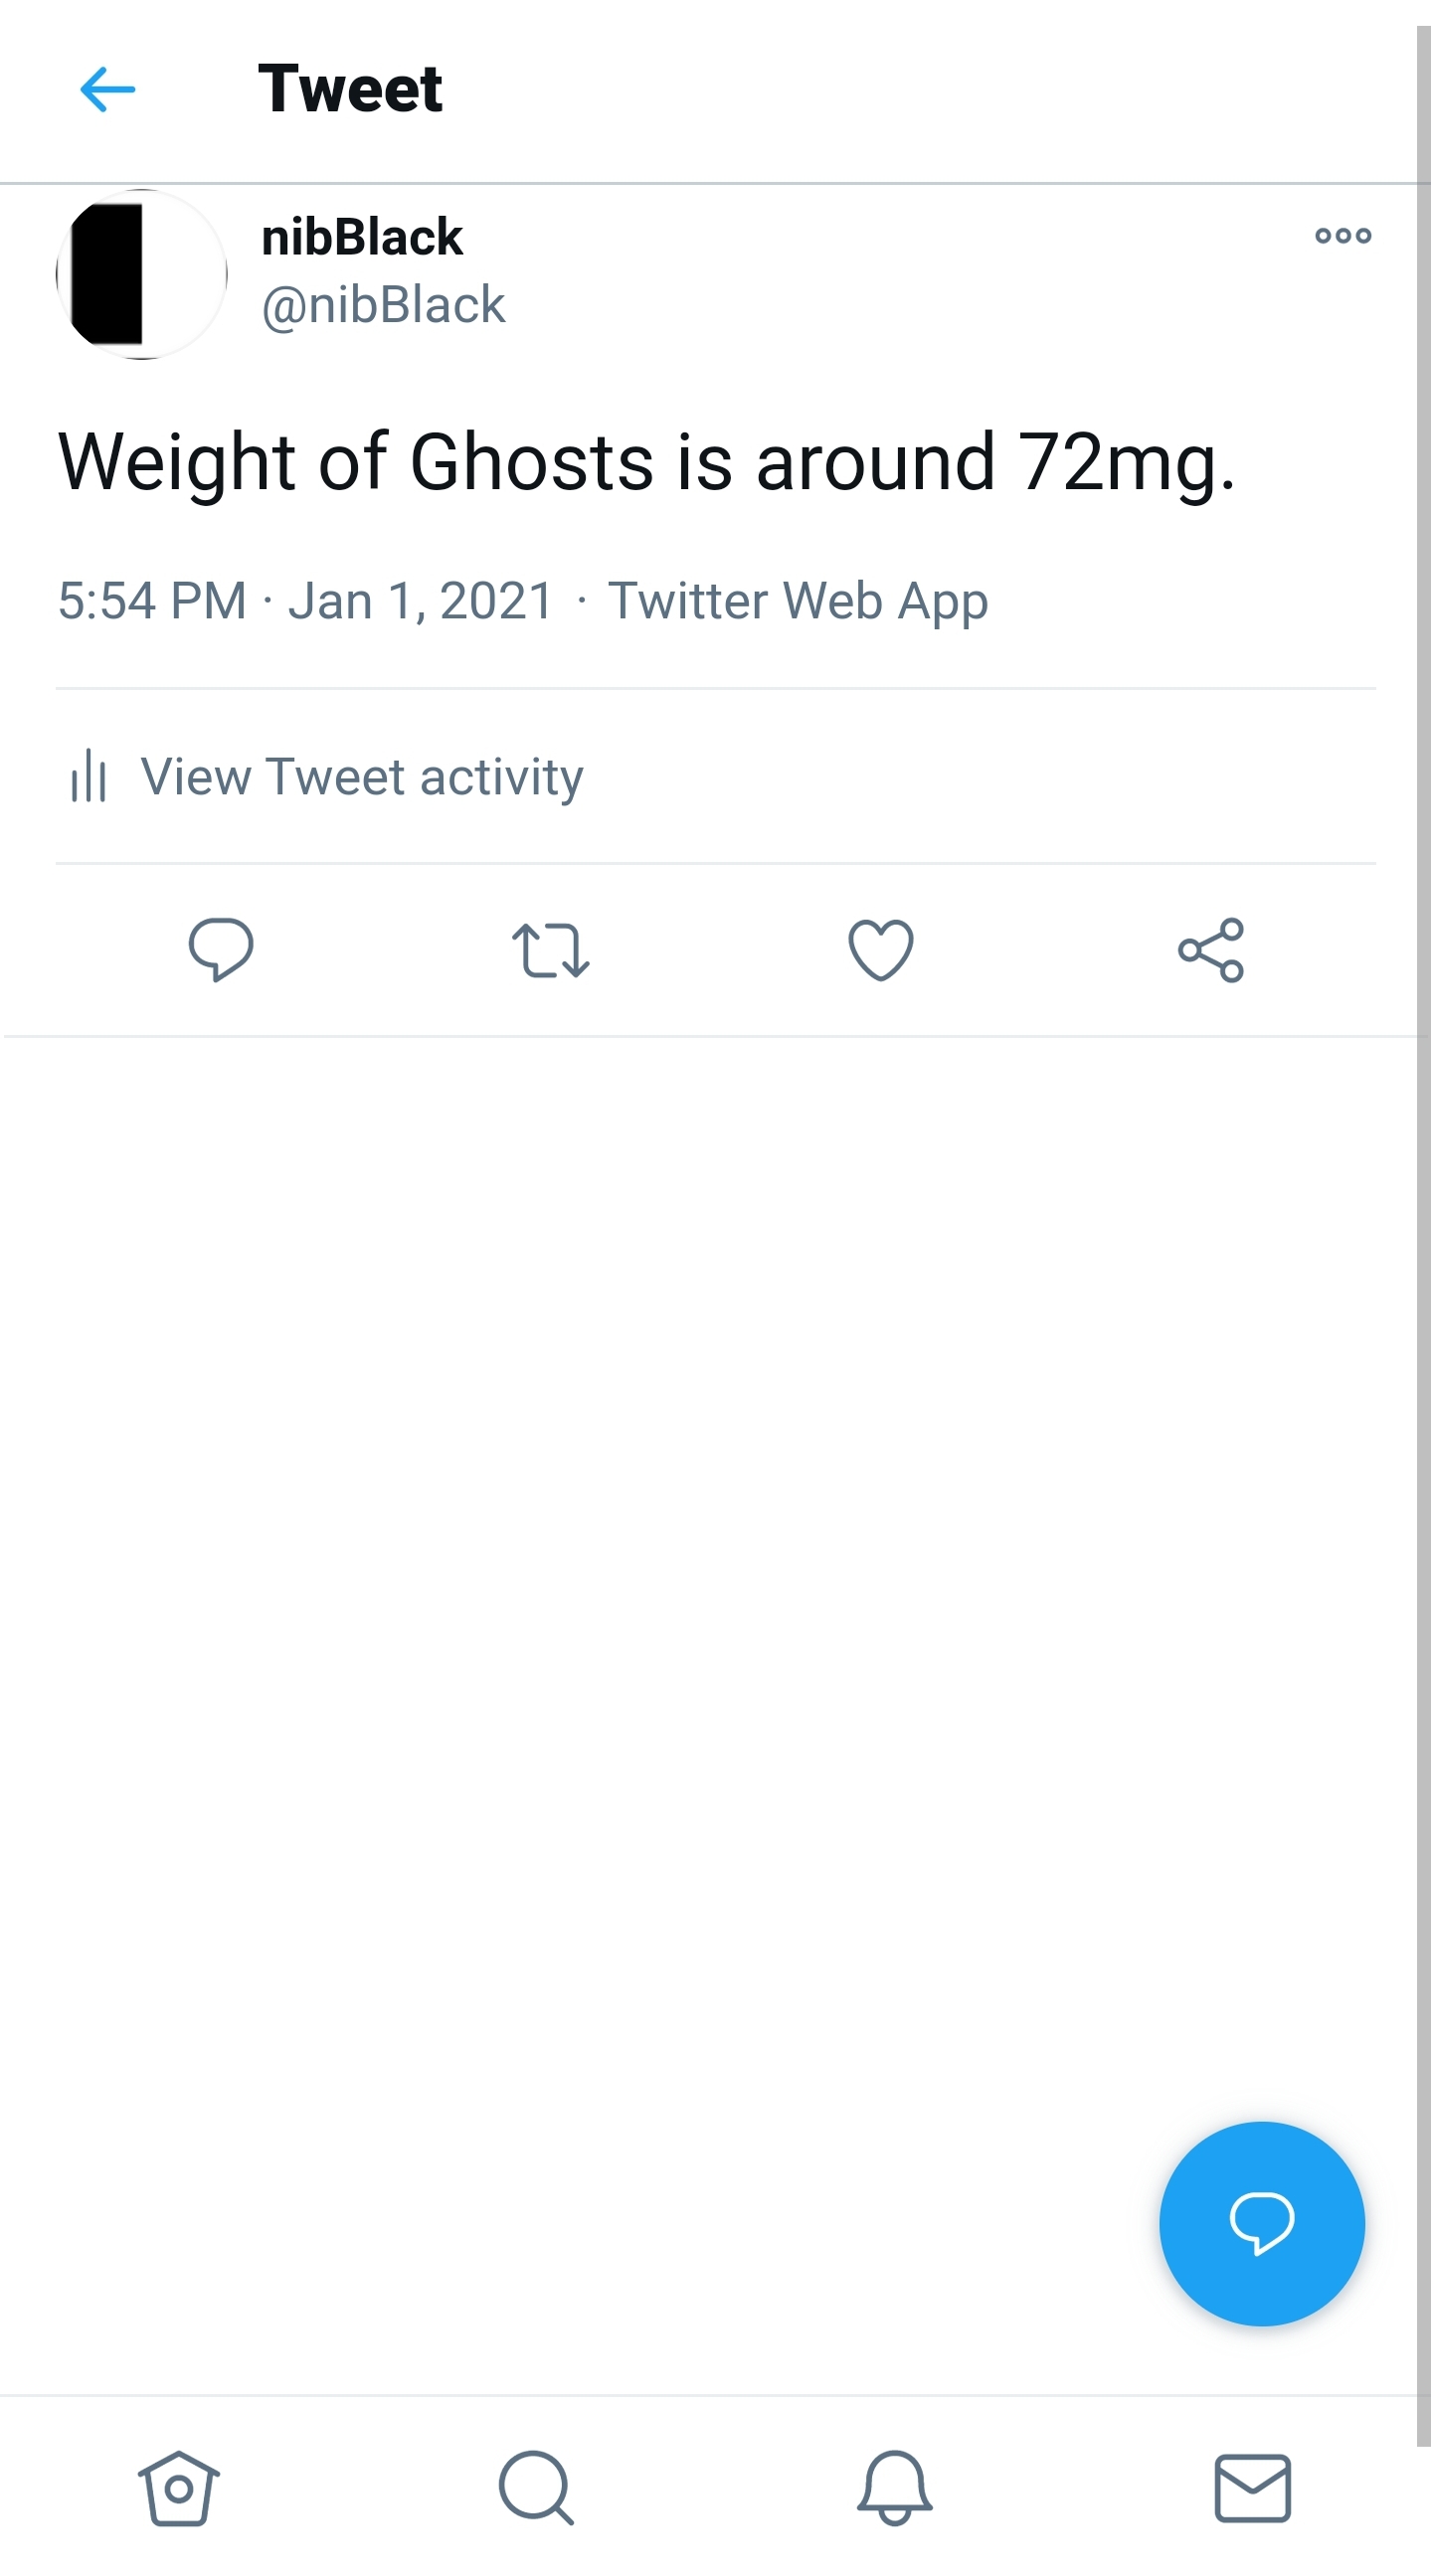 Tweet
nibBlack
@nibBlack
Weight of Ghosts is around 72mg.
5:54 PM · Jan 1, 2021 · Twitter Web App
View Tweet activity